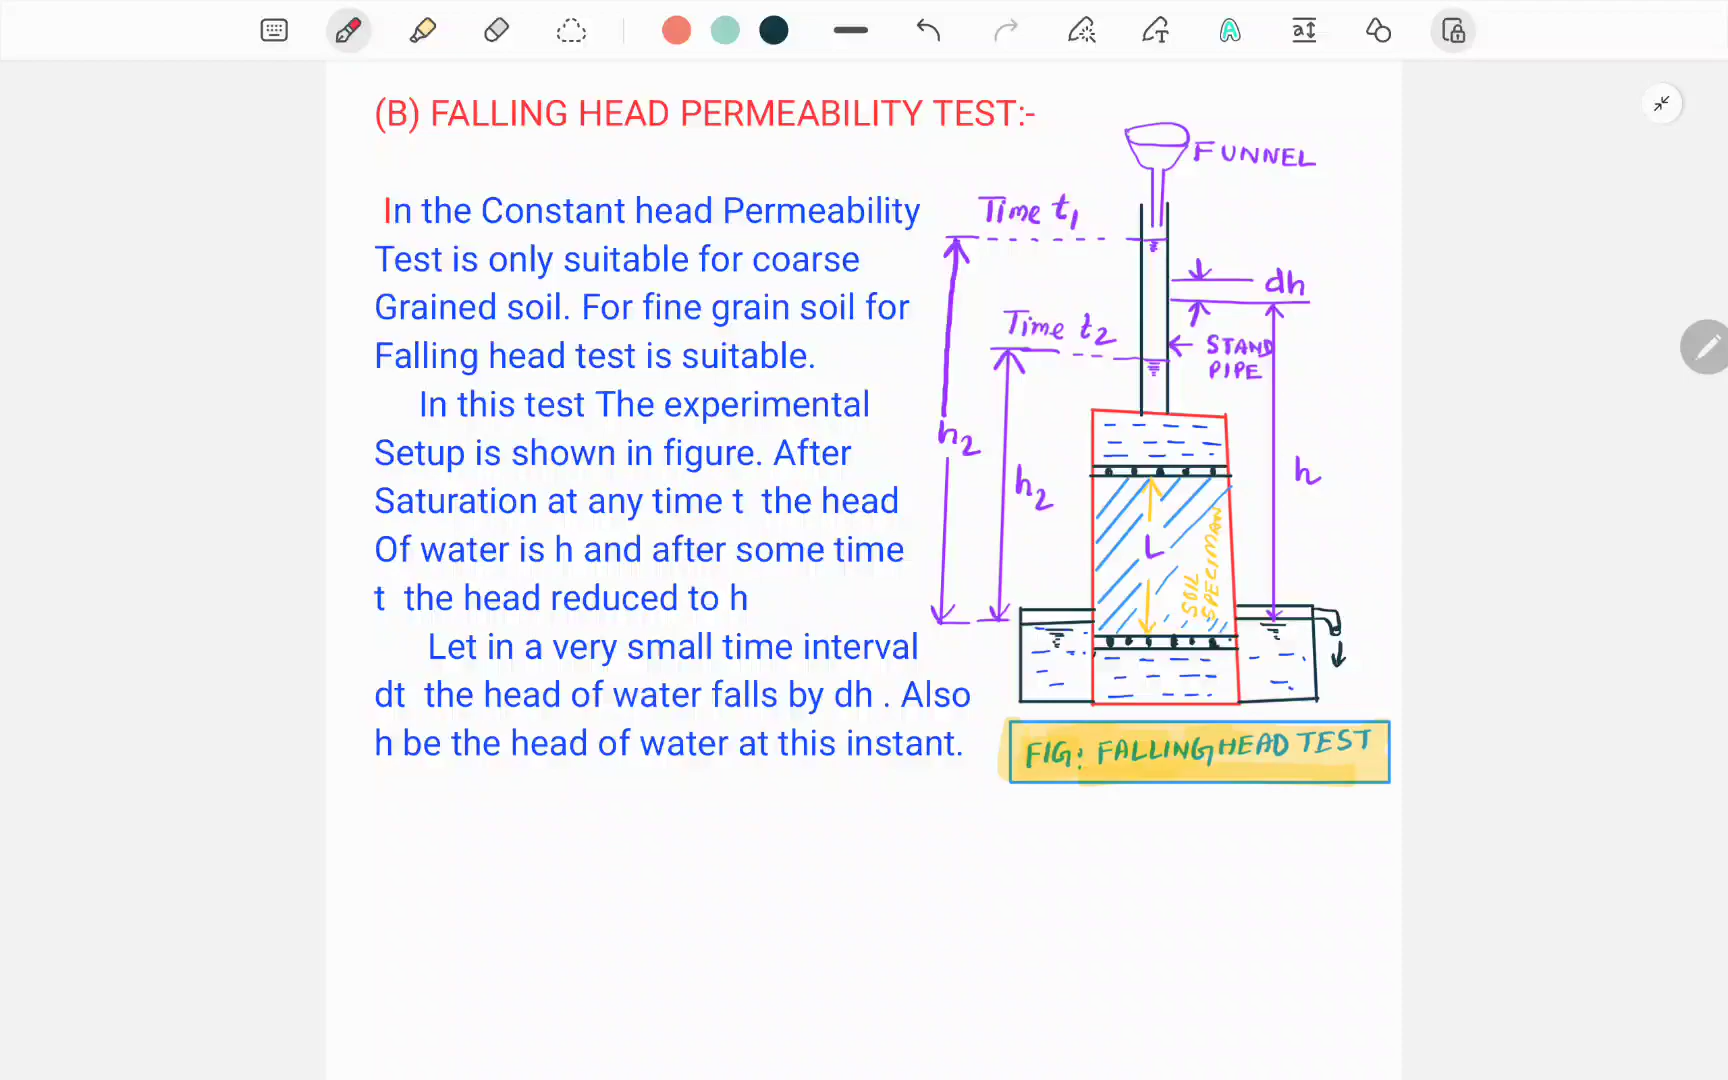 (B) FALLING HEAD PERMEABILITY TEST:-
In the Constant head Permeability
Test is only suitable for coarse
Grained soil. For fine grain soil for
Falling head test is suitable.
In this test The experimental
Setup is shown in figure. After
Saturation at any time t the head
Of water is h and after some time
t the head reduced to h
Let in a very small time interval
dt the head of water falls by dh . Also
h be the head of water at this instant.
FUNNEL
Time t1
dh
Time t2
STAND
PIPE
h2
h2
h
L
SOIL
SPECIMAN
FIG: FALLING HEAD TEST